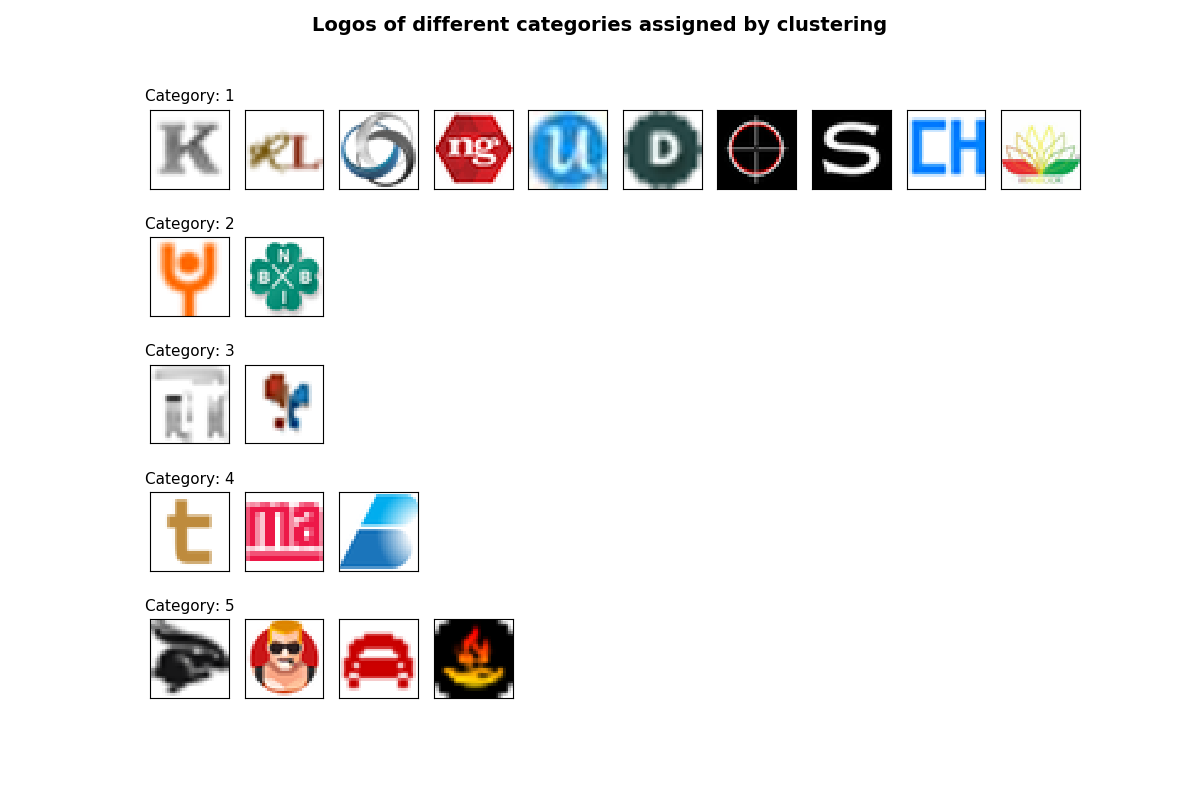 Logos of different categories assigned by clustering
Category: 1
K RL ng U D S CH
Category: 2
N B B I
Category: 3
Category: 4
t ma B
Category: 5